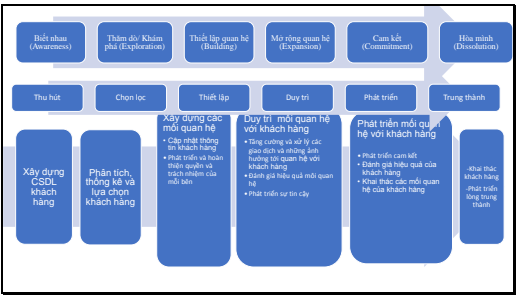 Biết nhau
(Awareness)
Thăm dò/ Khám
phá (Exploration)
Thiết lập quan hệ
(Building)
Mở rộng quan hệ
(Expansion)
Cam kết
(Commitment)
Hòa mình
(Dissolution)
Thu hút
Chọn lọc
Thiết lập
Duy trì
Phát triển
Trung thành
Xây dựng
CSDL
khách
hàng
Phân tích,
thống kê và
lựa chọn
khách hàng
Xây dựng các
mối quan hệ
• Cập nhật thông
tin khách hàng
• Phát triển và hoàn
thiện quyền và
trách nhiệm của
mỗi bên
Duy trì mối quan hệ
với khách hàng
• Tăng cường và xử lý các
giao dịch và những ảnh
hưởng tới quan hệ với
khách hàng
• Đánh giá hiệu quả mối quan
hệ
• Phát triển sự tin cậy
Phát triển mối quan
hệ với khách hàng
• Phát triển cam kết
• Đánh giá hiệu quả của
khách hàng
• Khai thác các mối quan
hệ của khách hàng
-Khai thác
khách hàng
-Phát triển
lòng trung
thành